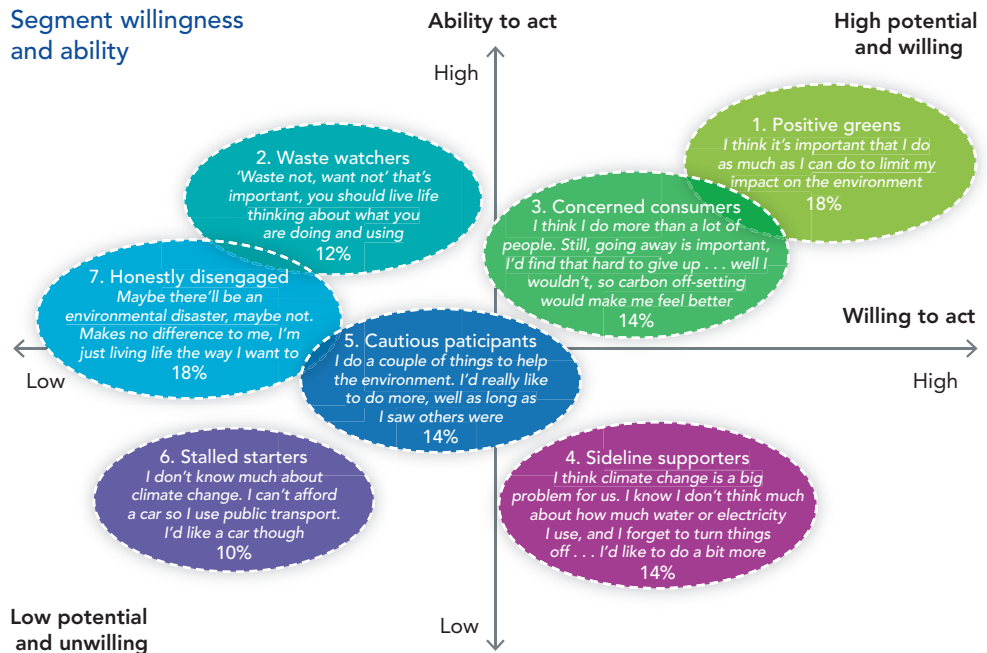 Segment willingness
and ability
Ability to act
High potential
and willing
High
1. Positive greens
I think it's important that I do
as much as I can do to limit my
impact on the environment
18%
2. Waste watchers
'Waste not, want not' that's
important, you should live life
thinking about what you
are doing and using
12%
3. Concerned consumers
I think I do more than a lot of
people. Still, going away is important,
I'd find that hard to give up . . . well I
wouldn't, so carbon off-setting
would make me feel better
14%
7. Honestly disengaged
Maybe there'll be an
environmental disaster, maybe not.
Makes no difference to me, I'm
just living life the way I want to
18%
Willing to act
Low
High
5. Cautious paticipants
I do a couple of things to help
the environment. I'd really like
to do more, well as long as
I saw others were
14%
6. Stalled starters
I don't know much about
climate change. I can't afford
a car so I use public transport.
I'd like a car though
10%
4. Sideline supporters
I think climate change is a big
problem for us. I know I don't think much
about how much water or electricity
I use, and I forget to turn things
off . . . I'd like to do a bit more
14%
Low potential
and unwilling
Low